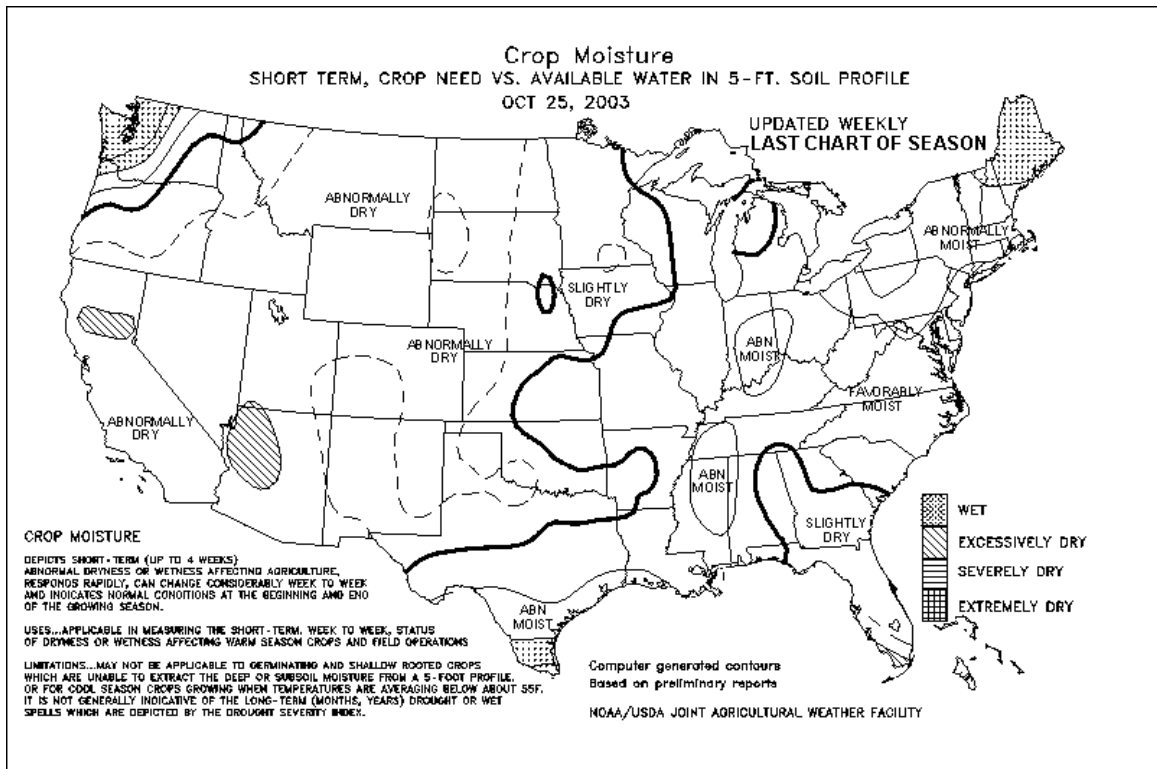 Crop Moisture
SHORT TERM, CROP NEED VS. AVAILABLE WATER IN 5-FT. SOIL PROFILE
OCT 25, 2003
UPDATED WEEKLY
LAST CHART OF SEASON
ABNORMALLY
DRY
ABNORMALLY
MOIST
SLIGHTLY
DRY
ABNORMALLY
DRY
ABN
MOIST
FAVORABLY
MOIST
ABNORMALLY
DRY
ABN
MOIST
SLIGHTLY
DRY
ABN
MOIST
WET
EXCESSIVELY DRY
SEVERELY DRY
EXTREMELY DRY
CROP MOISTURE
DEPICTS SHORT-TERM (UP TO 4 WEEKS)
ABNORMAL DRYNESS OR WETNESS AFFECTING AGRICULTURE,
RESPONDS RAPIDLY, CAN CHANGE CONSIDERABLY WEEK TO WEEK
AND INDICATES NORMAL CONDITIONS AT THE BEGINNING AND END
OF THE GROWING SEASON.
USES...APPLICABLE IN MEASURING THE SHORT-TERM, WEEK TO WEEK, STATUS
OF DRYNESS OR WETNESS AFFECTING WARM SEASON CROPS AND FIELD OPERATIONS
LIMITATIONS...MAY NOT BE APPLICABLE TO GERMINATING AND SHALLOW ROOTED CROPS
WHICH ARE UNABLE TO EXTRACT THE DEEP OR SUBSOIL MOISTURE FROM A 5-FOOT PROFILE,
OR FOR COOL SEASON CROPS GROWING WHEN TEMPERATURES ARE AVERAGING BELOW ABOUT 55F.
IT IS NOT GENERALLY INDICATIVE OF THE LONG-TERM (MONTHS, YEARS) DROUGHT OR WET
SPELLS WHICH ARE DEPICTED BY THE DROUGHT SEVERITY INDEX.
Computer generated contours
Based on preliminary reports
NOAA/USDA JOINT AGRICULTURAL WEATHER FACILITY